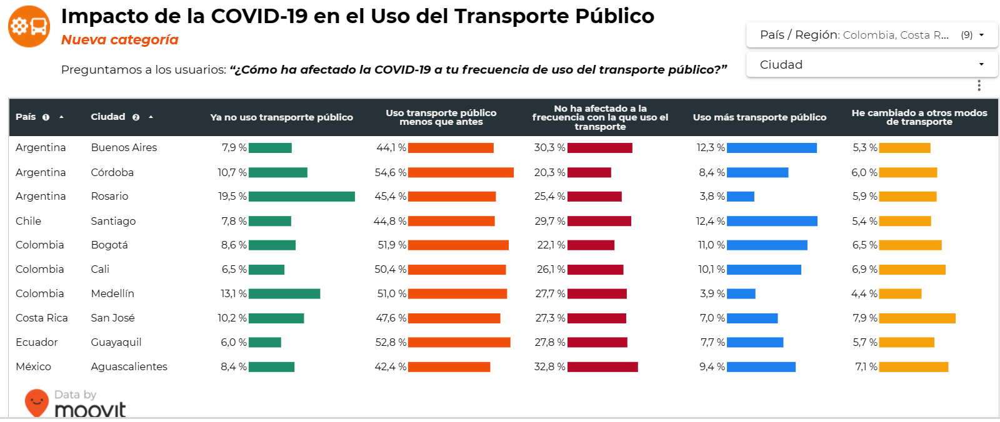 Impacto de la COVID-19 en el Uso del Transporte Público
Nueva categoría
País / Región: Colombia, Costa R... (9)
Ciudad
Preguntamos a los usuarios: “¿Cómo ha afectado la COVID-19 a tu frecuencia de uso del transporte público?”
País 1 Ciudad 2 Ya no uso transporrte público Uso transporte público menos que antes No ha afectado a la frecuencia con la que uso el transporte Uso más transporte público He cambiado a otros modos de transporte
Argentina Buenos Aires 7,9 % 44,1 % 30,3 % 12,3 % 5,3 %
Argentina Córdoba 10,7 % 54,6 % 20,3 % 8,4 % 6,0 %
Argentina Rosario 19,5 % 45,4 % 25,4 % 3,8 % 5,9 %
Chile Santiago 7,8 % 44,8 % 29,7 % 12,4 % 5,4 %
Colombia Bogotá 8,6 % 51,9 % 22,1 % 11,0 % 6,5 %
Colombia Cali 6,5 % 50,4 % 26,1 % 10,1 % 6,9 %
Colombia Medellín 13,1 % 51,0 % 27,7 % 3,9 % 4,4 %
Costa Rica San José 10,2 % 47,6 % 27,3 % 7,0 % 7,9 %
Ecuador Guayaquil 6,0 % 52,8 % 27,8 % 7,7 % 5,7 %
México Aguascalientes 8,4 % 42,4 % 32,8 % 9,4 % 7,1 %
Data by
moovit